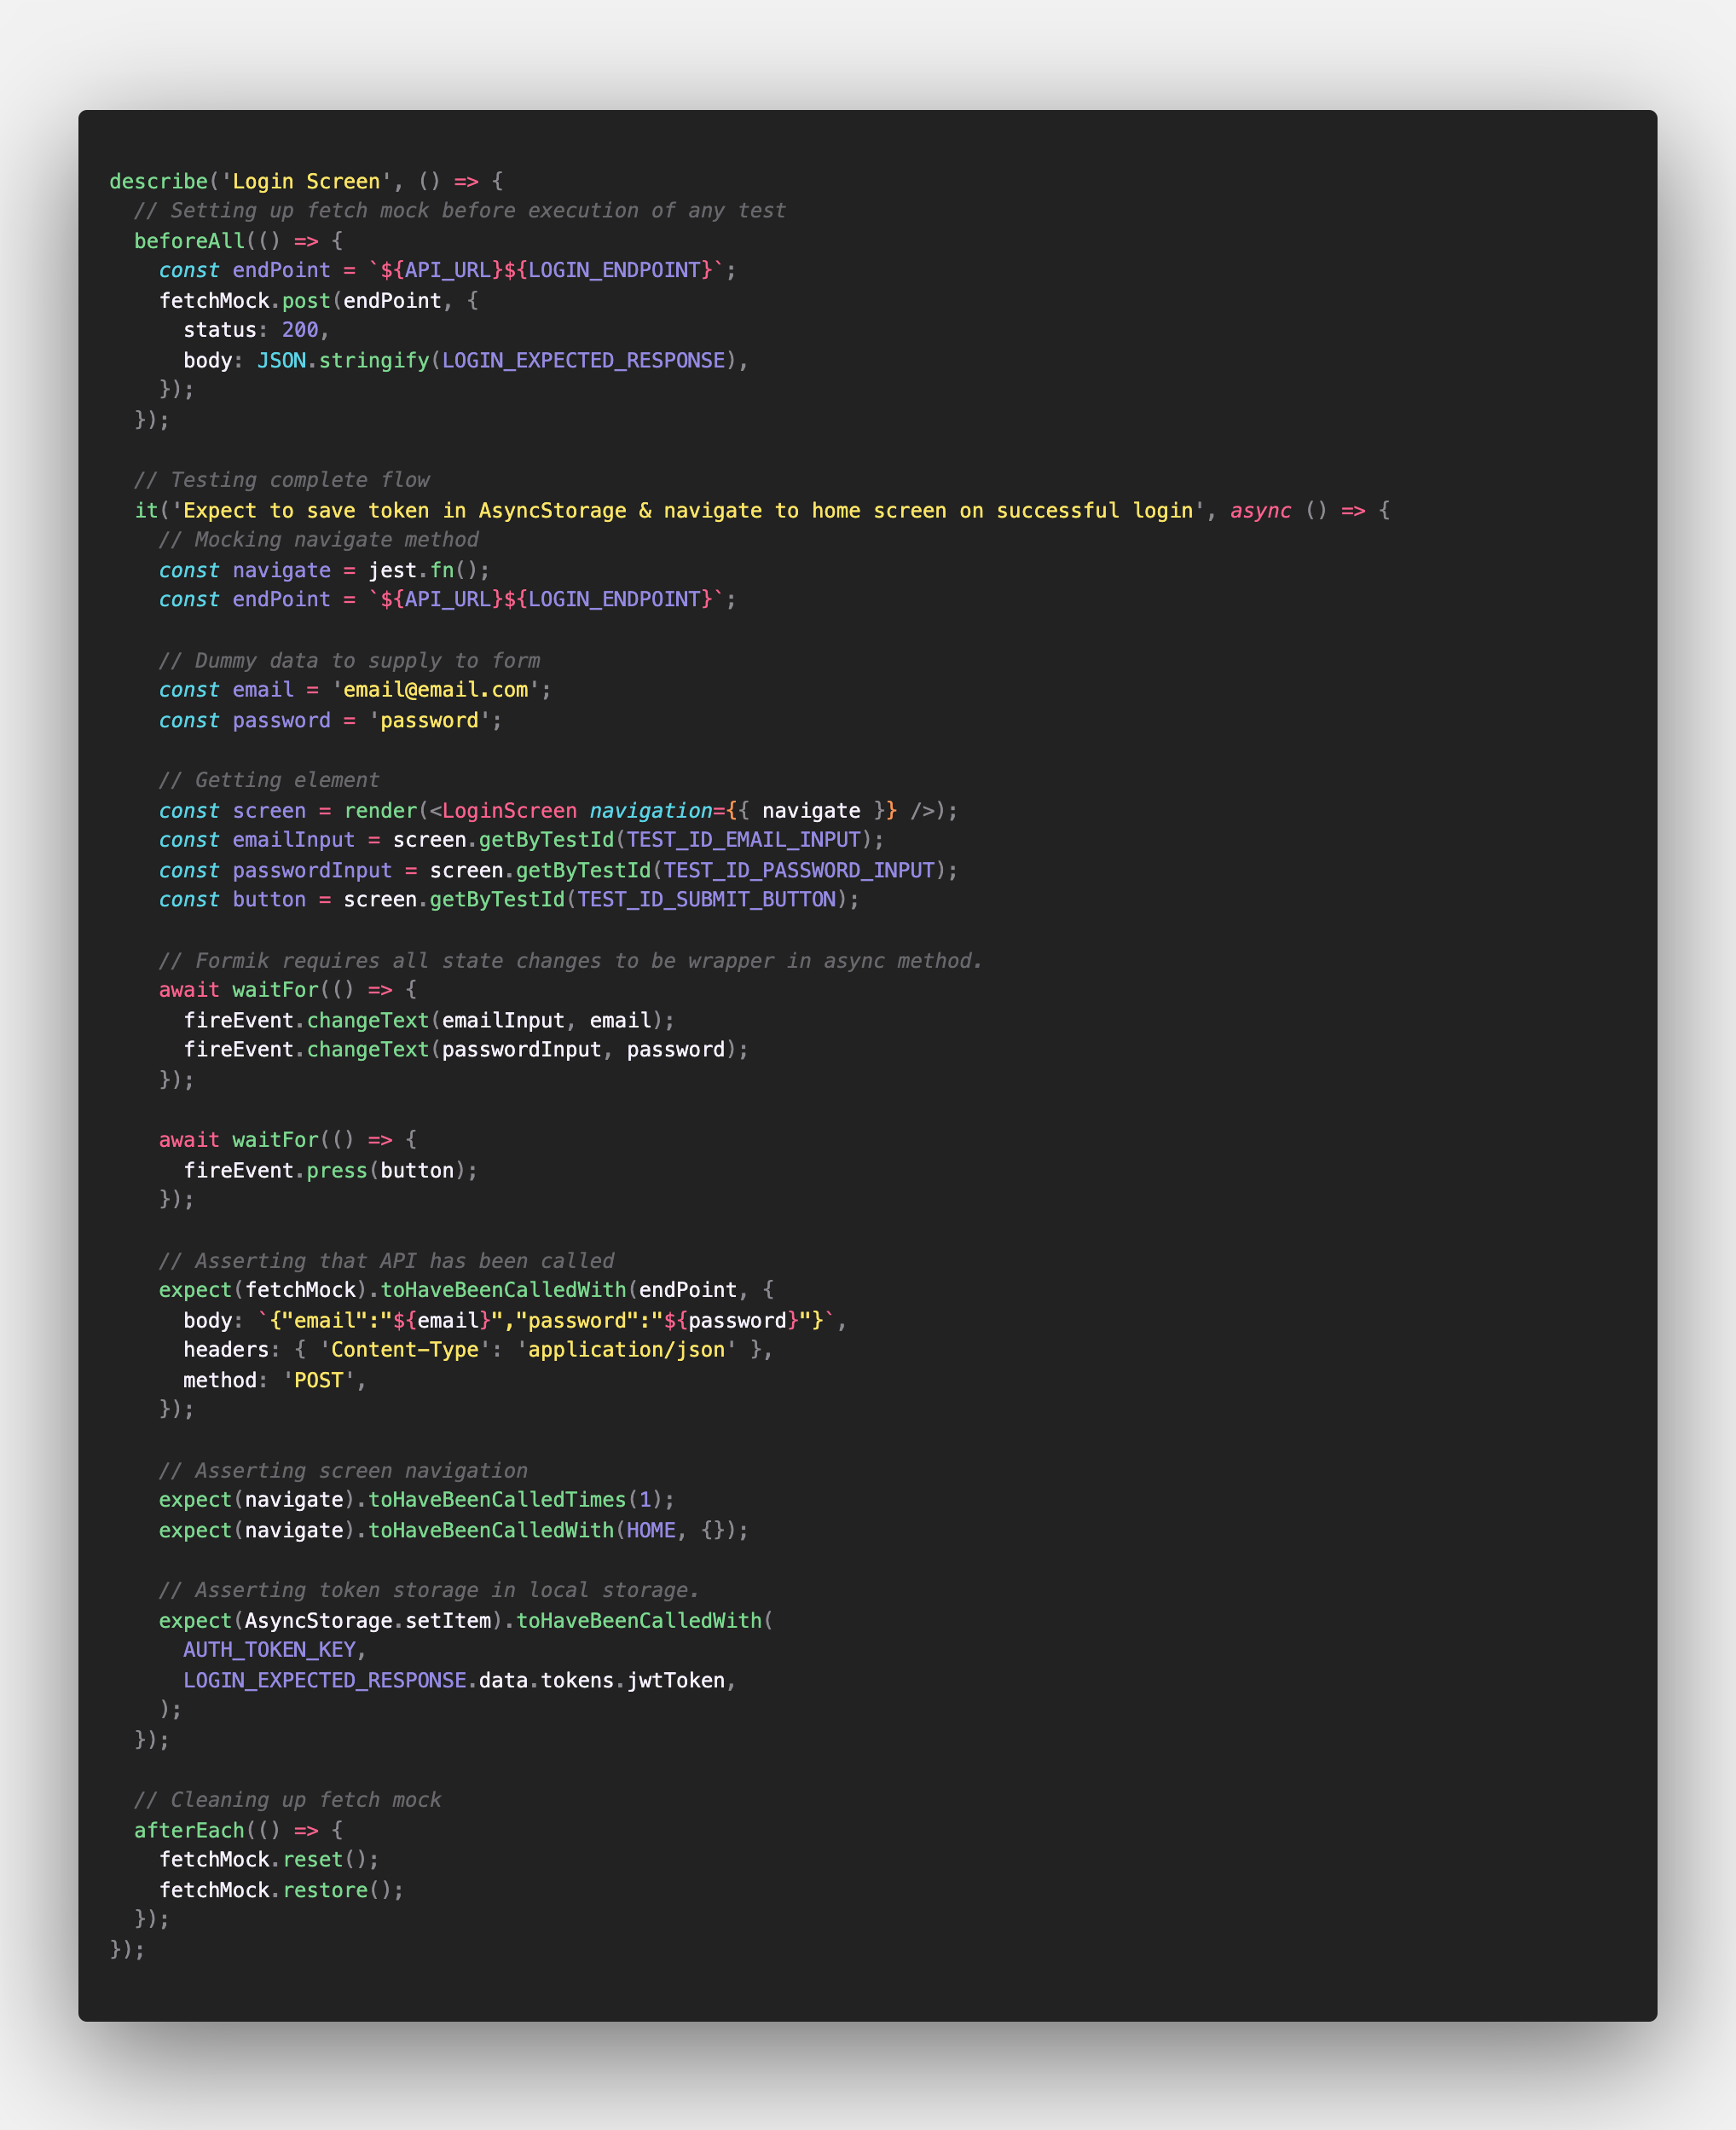 describe('Login Screen', () => {
  // Setting up fetch mock before execution of any test
  beforeAll(() => {
    const endPoint = `${API_URL}${LOGIN_ENDPOINT}`;
    fetchMock.post(endPoint, {
      status: 200,
      body: JSON.stringify(LOGIN_EXPECTED_RESPONSE),
    });
  });

  // Testing complete flow
  it('Expect to save token in AsyncStorage & navigate to home screen on successful login', async () => {
    // Mocking navigate method
    const navigate = jest.fn();
    const endPoint = `${API_URL}${LOGIN_ENDPOINT}`;

    // Dummy data to supply to form
    const email = 'email@email.com';
    const password = 'password';

    // Getting element
    const screen = render(<LoginScreen navigation={{ navigate }} />);
    const emailInput = screen.getByTestId(TEST_ID_EMAIL_INPUT);
    const passwordInput = screen.getByTestId(TEST_ID_PASSWORD_INPUT);
    const button = screen.getByTestId(TEST_ID_SUBMIT_BUTTON);

    // Formik requires all state changes to be wrapper in async method.
    await waitFor(() => {
      fireEvent.changeText(emailInput, email);
      fireEvent.changeText(passwordInput, password);
    });

    await waitFor(() => {
      fireEvent.press(button);
    });

    // Asserting that API has been called
    expect(fetchMock).toHaveBeenCalledWith(endPoint, {
      body: `{"email":"${email}","password":"${password}"}`,
      headers: { 'Content-Type': 'application/json' },
      method: 'POST',
    });

    // Asserting screen navigation
    expect(navigate).toHaveBeenCalledTimes(1);
    expect(navigate).toHaveBeenCalledWith(HOME, {});

    // Asserting token storage in local storage.
    expect(AsyncStorage.setItem).toHaveBeenCalledWith(
      AUTH_TOKEN_KEY,
      LOGIN_EXPECTED_RESPONSE.data.tokens.jwtToken,
    );
  });

  // Cleaning up fetch mock
  afterEach(() => {
    fetchMock.reset();
    fetchMock.restore();
  });
});